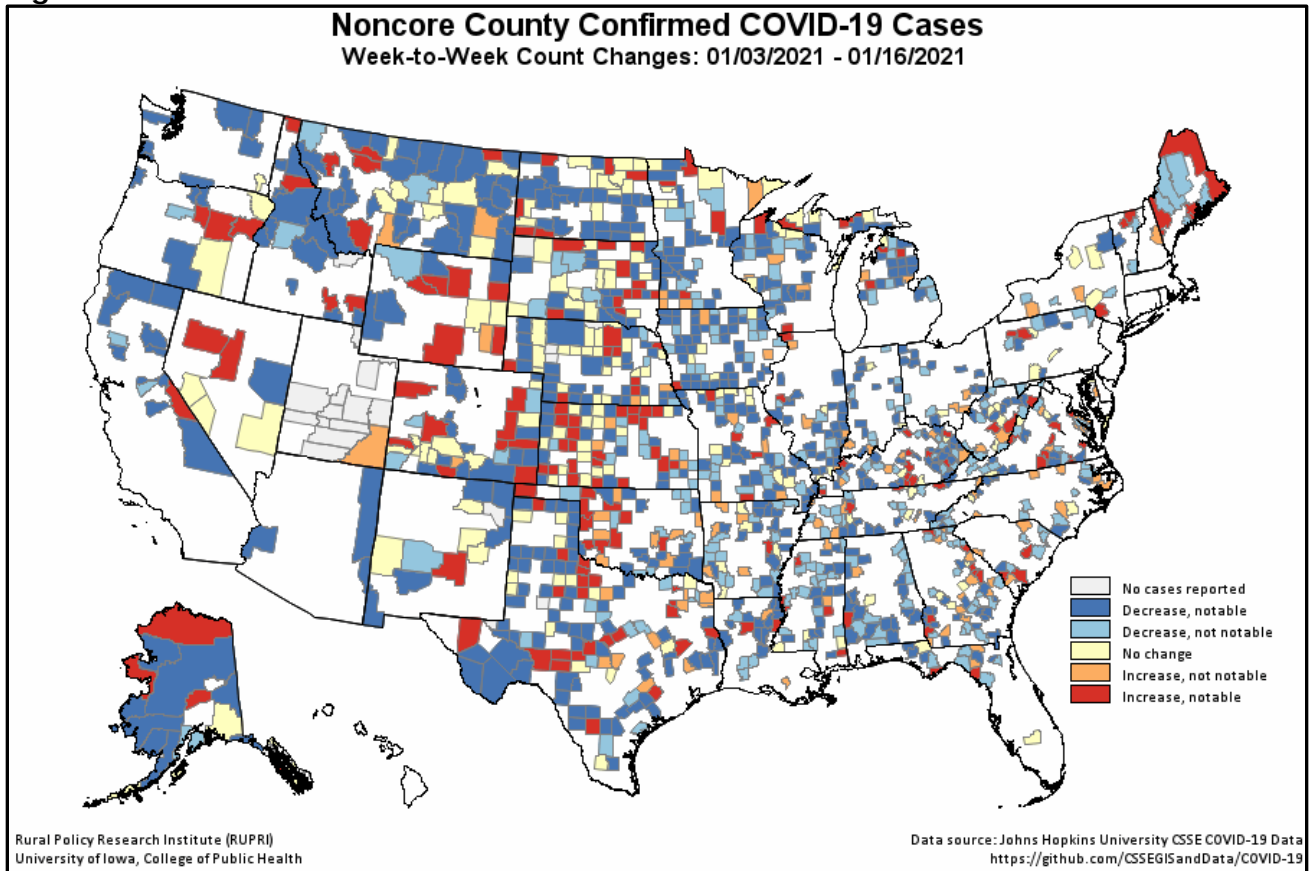 Noncore County Confirmed COVID-19 Cases
Week-to-Week Count Changes: 01/03/2021 - 01/16/2021
No cases reported
Decrease, notable
Decrease, not notable
No change
Increase, not notable
Increase, notable
Rural Policy Research Institute (RUPRI)
University of Iowa, College of Public Health
Data source: Johns Hopkins University CSSE COVID-19 Data
https://github.com/CSSEGISandData/COVID-19